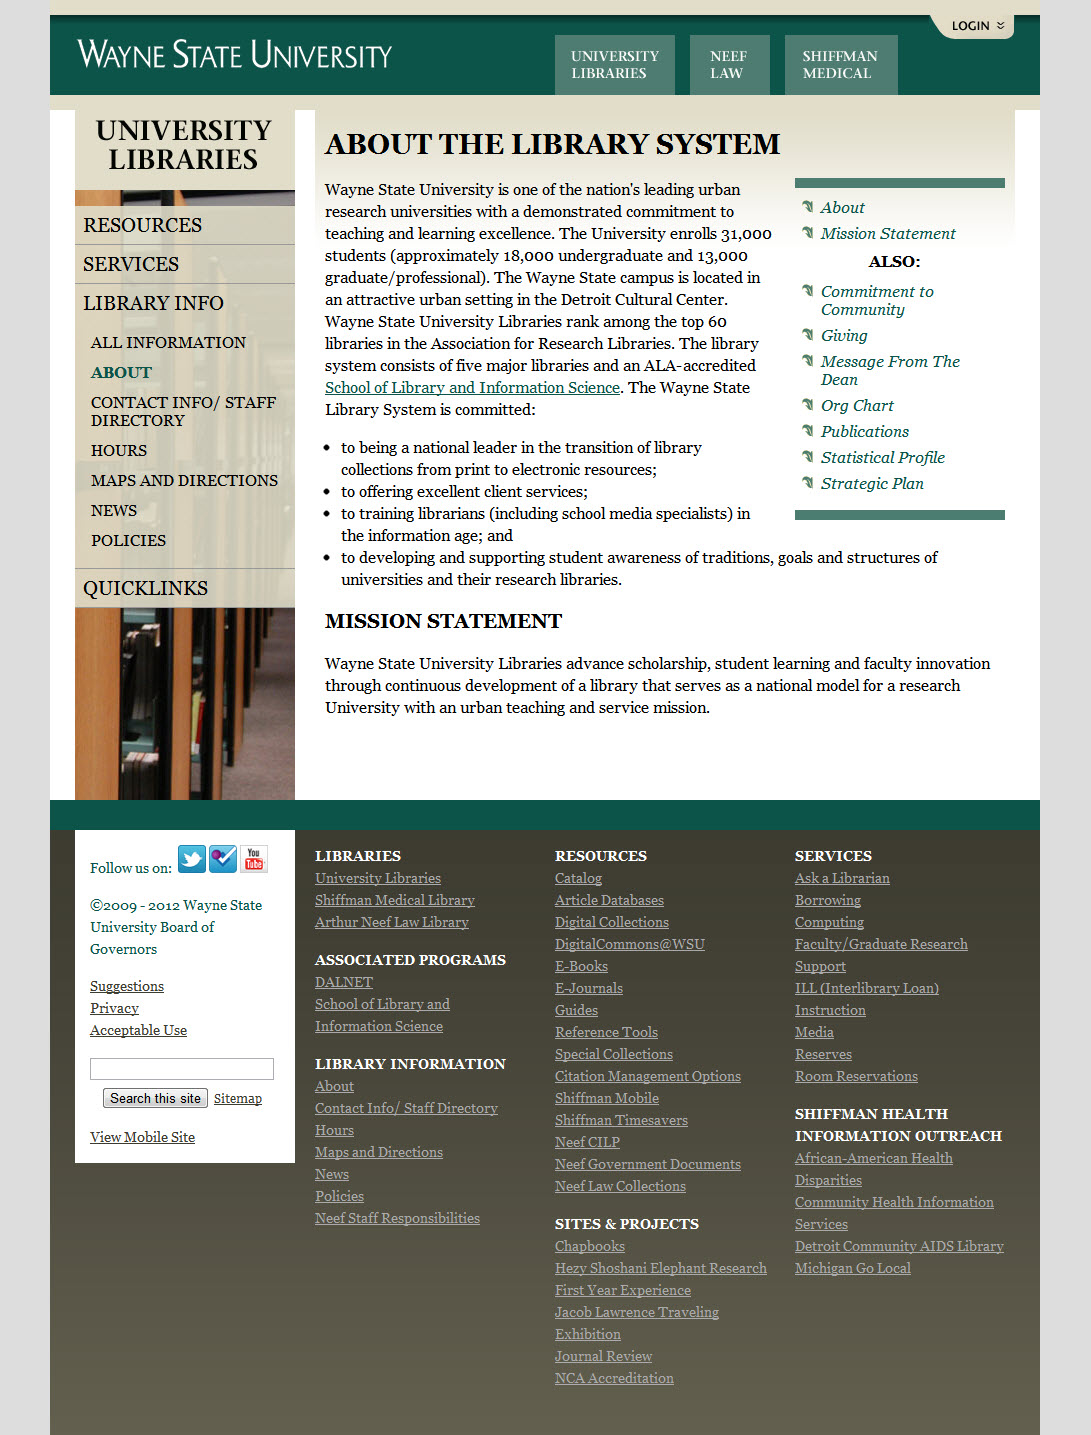 LOGIN
WAYNE STATE UNIVERSITY
UNIVERSITY
LIBRARIES
NEEF
LAW
SHIFFMAN
MEDICAL
UNIVERSITY
LIBRARIES
RESOURCES
SERVICES
LIBRARY INFO
ALL INFORMATION
ABOUT
CONTACT INFO/ STAFF
DIRECTORY
HOURS
MAPS AND DIRECTIONS
NEWS
POLICIES
QUICKLINKS
ABOUT THE LIBRARY SYSTEM
Wayne State University is one of the nation's leading urban
research universities with a demonstrated commitment to
teaching and learning excellence. The University enrolls 31,000
students (approximately 18,000 undergraduate and 13,000
graduate/professional). The Wayne State campus is located in
an attractive urban setting in the Detroit Cultural Center.
Wayne State University Libraries rank among the top 60
libraries in the Association for Research Libraries. The library
system consists of five major libraries and an ALA-accredited
School of Library and Information Science. The Wayne State
Library System is committed:
• to being a national leader in the transition of library
collections from print to electronic resources;
• to offering excellent client services;
• to training librarians (including school media specialists) in
the information age; and
• to developing and supporting student awareness of traditions, goals and structures of
universities and their research libraries.
MISSION STATEMENT
Wayne State University Libraries advance scholarship, student learning and faculty innovation
through continuous development of a library that serves as a national model for a research
University with an urban teaching and service mission.
About
Mission Statement
ALSO:
Commitment to
Community
Giving
Message From The
Dean
Org Chart
Publications
Statistical Profile
Strategic Plan
Follow us on:
You
Tube
©2009 - 2012 Wayne State
University Board of
Governors
Suggestions
Privacy
Acceptable Use
Search this site Sitemap
View Mobile Site
LIBRARIES
University Libraries
Shiffman Medical Library
Arthur Neef Law Library
ASSOCIATED PROGRAMS
DALNET
School of Library and
Information Science
LIBRARY INFORMATION
About
Contact Info/ Staff Directory
Hours
Maps and Directions
News
Policies
Neef Staff Responsibilities
RESOURCES
Catalog
Article Databases
Digital Collections
DigitalCommons@WSU
E-Books
E-Journals
Guides
Reference Tools
Special Collections
Citation Management Options
Shiffman Mobile
Shiffman Timesavers
Neef CILP
Neef Government Documents
Neef Law Collections
SITES & PROJECTS
Chapbooks
Hezy Shoshani Elephant Research
First Year Experience
Jacob Lawrence Traveling
Exhibition
Journal Review
NCA Accreditation
SERVICES
Ask a Librarian
Borrowing
Computing
Faculty/Graduate Research
Support
ILL (Interlibrary Loan)
Instruction
Media
Reserves
Room Reservations
SHIFFMAN HEALTH
INFORMATION OUTREACH
African-American Health
Disparities
Community Health Information
Services
Detroit Community AIDS Library
Michigan Go Local